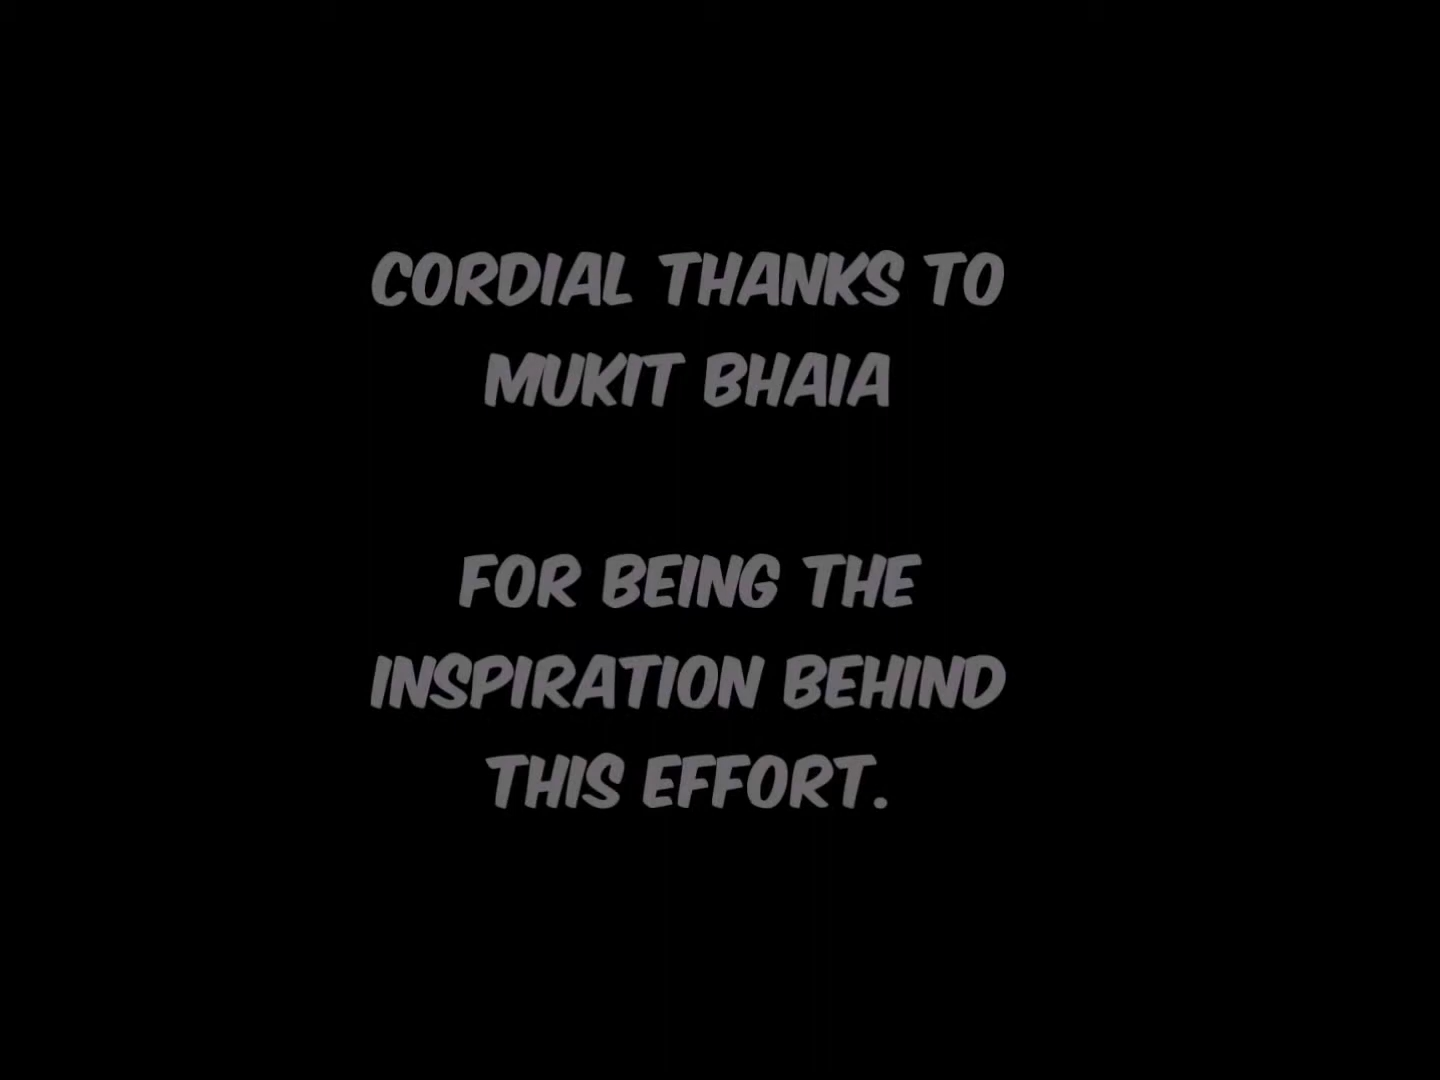 CORDIAL THANKS TO
MUKIT BHAIA
FOR BEING THE
INSPIRATION BEHIND
THIS EFFORT.